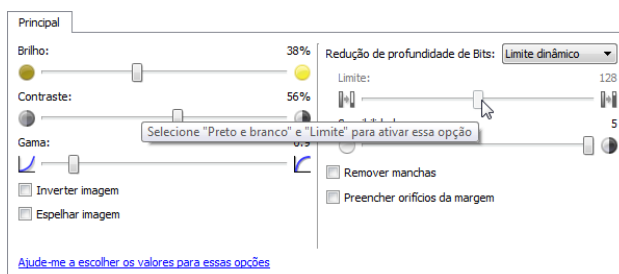 Principal
Brilho: 38%
Contraste: 56%
Gama: 0.9
Inverter imagem
Espelhar imagem
Ajude-me a escolher os valores para essas opções
Redução de profundidade de Bits: Limite dinâmico
Limite: 128
Selecione "Preto e branco" e "Limite" para ativar essa opção
5
Remover manchas
Preencher orifícios da margem